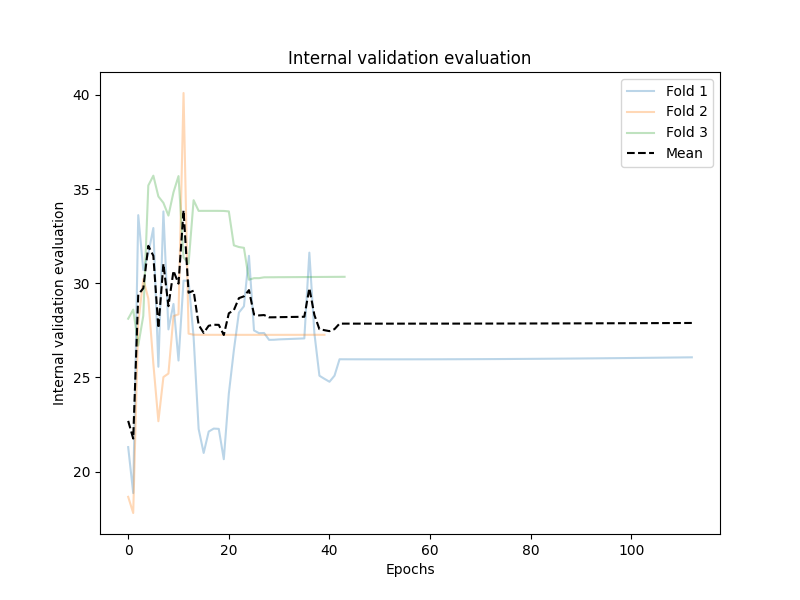 Internal validation evaluation
Fold 1
Fold 2
Fold 3
Mean
Internal validation evaluation
40
35
30
25
20
0 20 40 60 80 100
Epochs